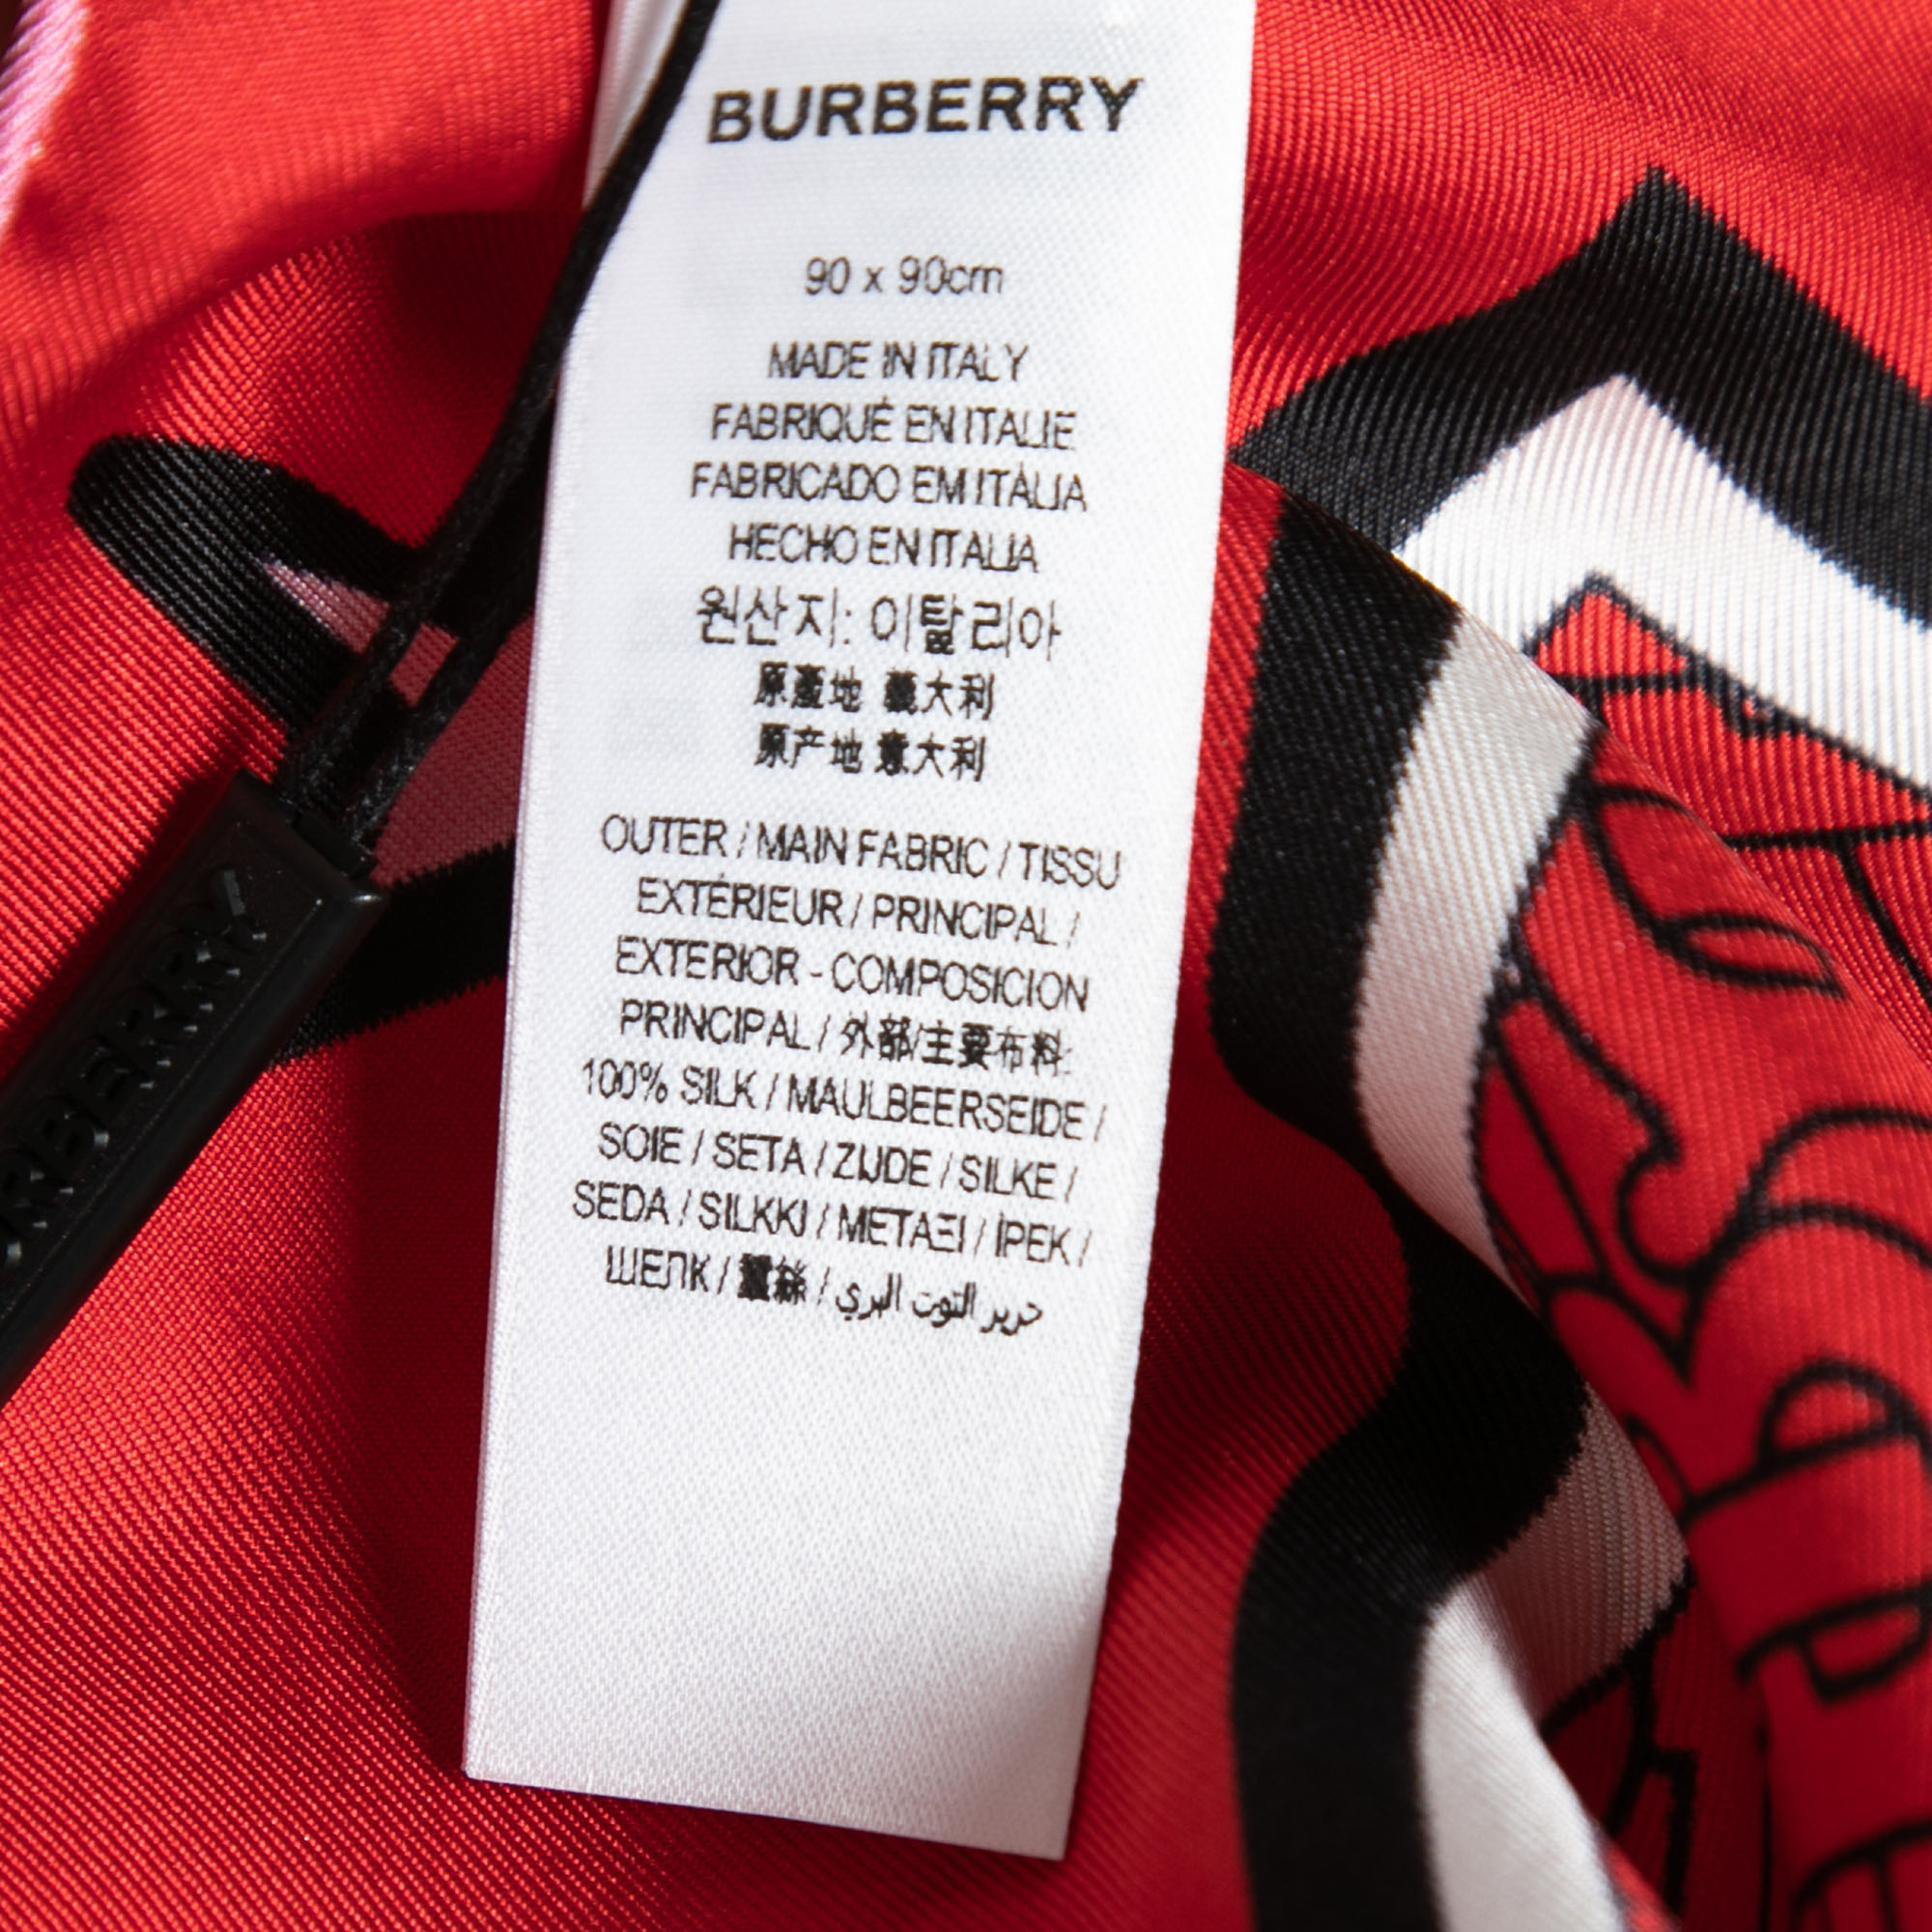 BURBERRY
90 x 90cm
MADE IN ITALY
FABRIQUÉ EN ITALIE
FABRICADO EM ITÁLIA
HECHO EN ITALIA
원산지: 이탈리아
原產地 義大利
原产地 意大利
OUTER / MAIN FABRIC / TISSU
EXTÉRIEUR / PRINCIPAL /
EXTERIOR - COMPOSICION
PRINCIPAL / 外部/主要布料:
100% SILK / MAULBEERSEIDE /
SOIE / SETA / ZIJDE / SILKE /
SEDA / SILKKI / ΜΕΤΑΞΙ / İPEK /
ШЕЛК / 蠶絲 / حرير التوت البري
URBERRY